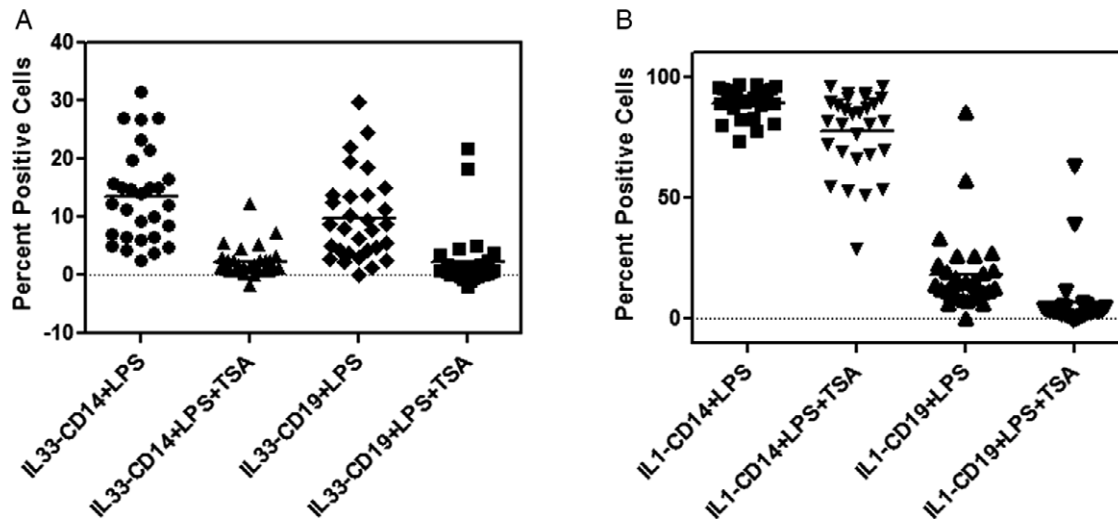 A
Percent Positive Cells
40
30
20
10
0
-10
IL33-CD14+LPS
IL33-CD14+LPS+TSA
IL33-CD19+LPS
IL33-CD19+LPS+TSA
B
Percent Positive Cells
100
50
0
IL1-CD14+LPS
IL1-CD14+LPS+TSA
IL1-CD19+LPS
IL1-CD19+LPS+TSA